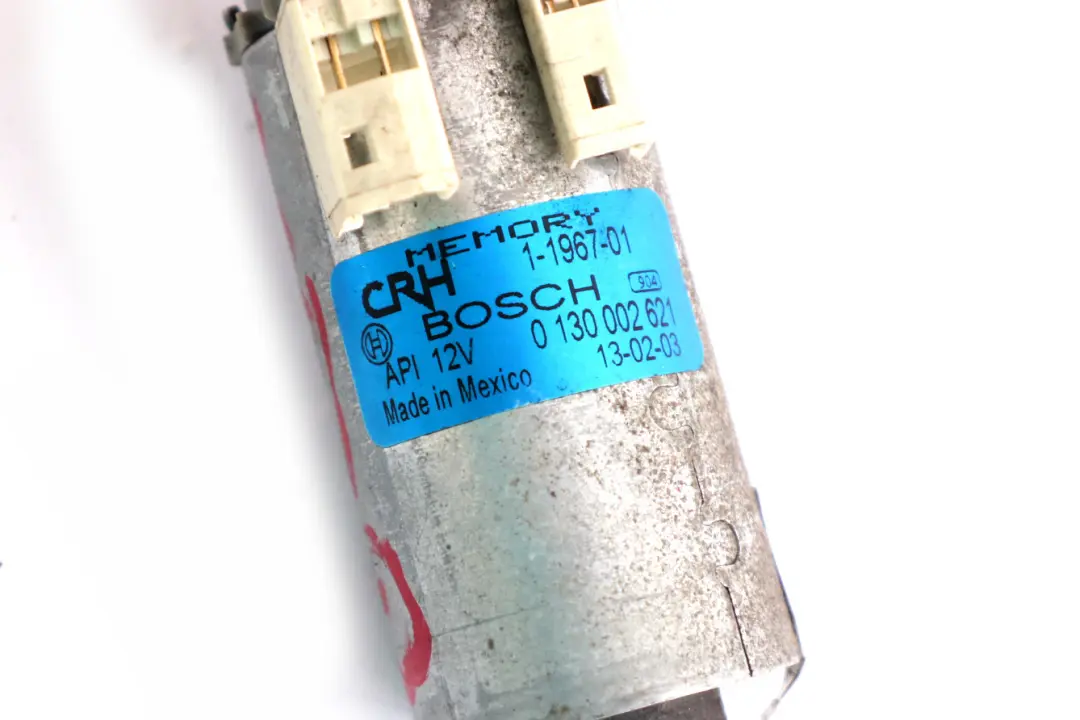 MEMORY
CRH 1-1967-01
BOSCH 904
API 12V 0 130 002 621
Made in Mexico 13-02-03